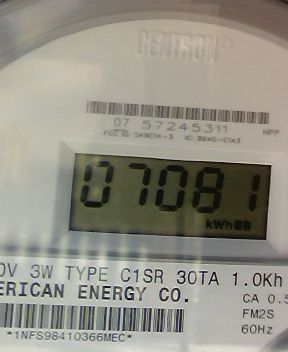 CENTRON®
07 57245311 HPP
07081
kWh
0V 3W TYPE C1SR 30TA 1.0Kh
ERICAN ENERGY CO.
CA 0.5
FM2S
60Hz
*1NFS98410366MEC*